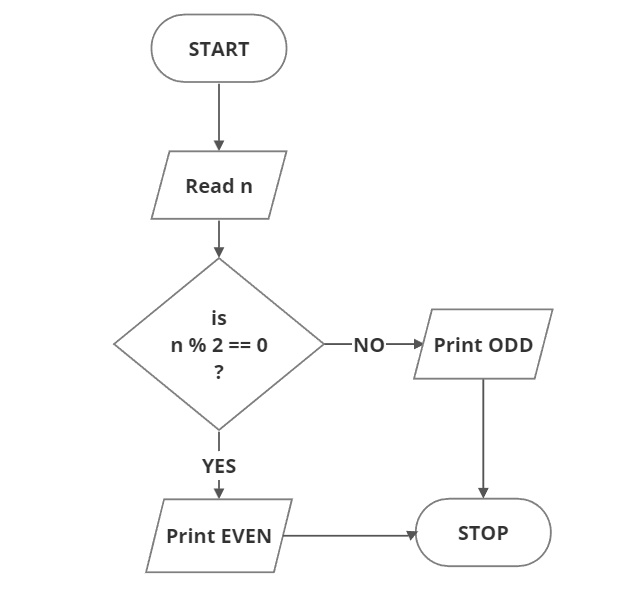 START
Read n
is
n % 2 == 0
?
NO
Print ODD
YES
Print EVEN
STOP